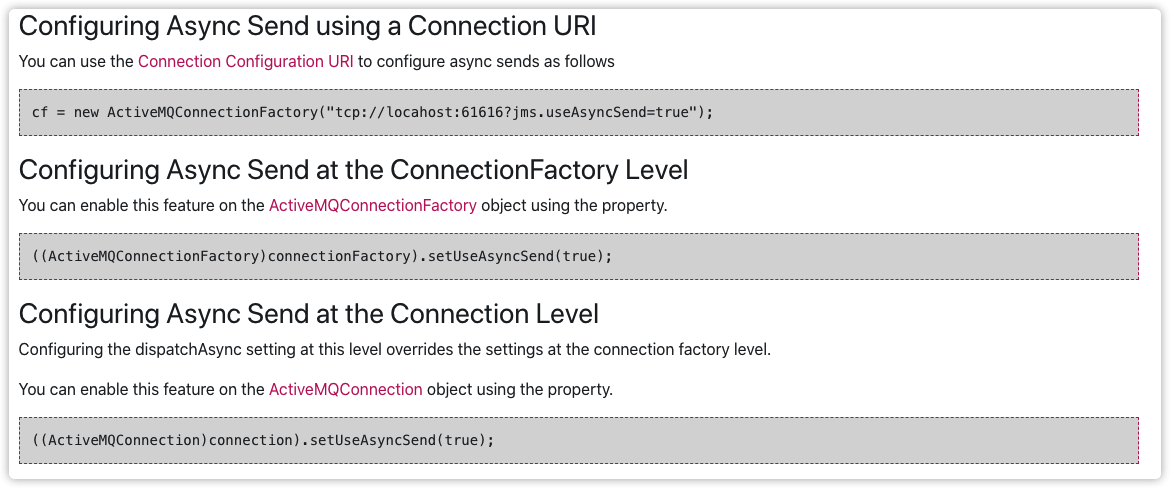 Configuring Async Send using a Connection URI
You can use the Connection Configuration URI to configure async sends as follows
cf = new ActiveMQConnectionFactory("tcp://locahost:61616?jms.useAsyncSend=true");
Configuring Async Send at the ConnectionFactory Level
You can enable this feature on the ActiveMQConnectionFactory object using the property.
((ActiveMQConnectionFactory)connectionFactory).setUseAsyncSend(true);
Configuring Async Send at the Connection Level
Configuring the dispatchAsync setting at this level overrides the settings at the connection factory level.
You can enable this feature on the ActiveMQConnection object using the property.
((ActiveMQConnection)connection).setUseAsyncSend(true);